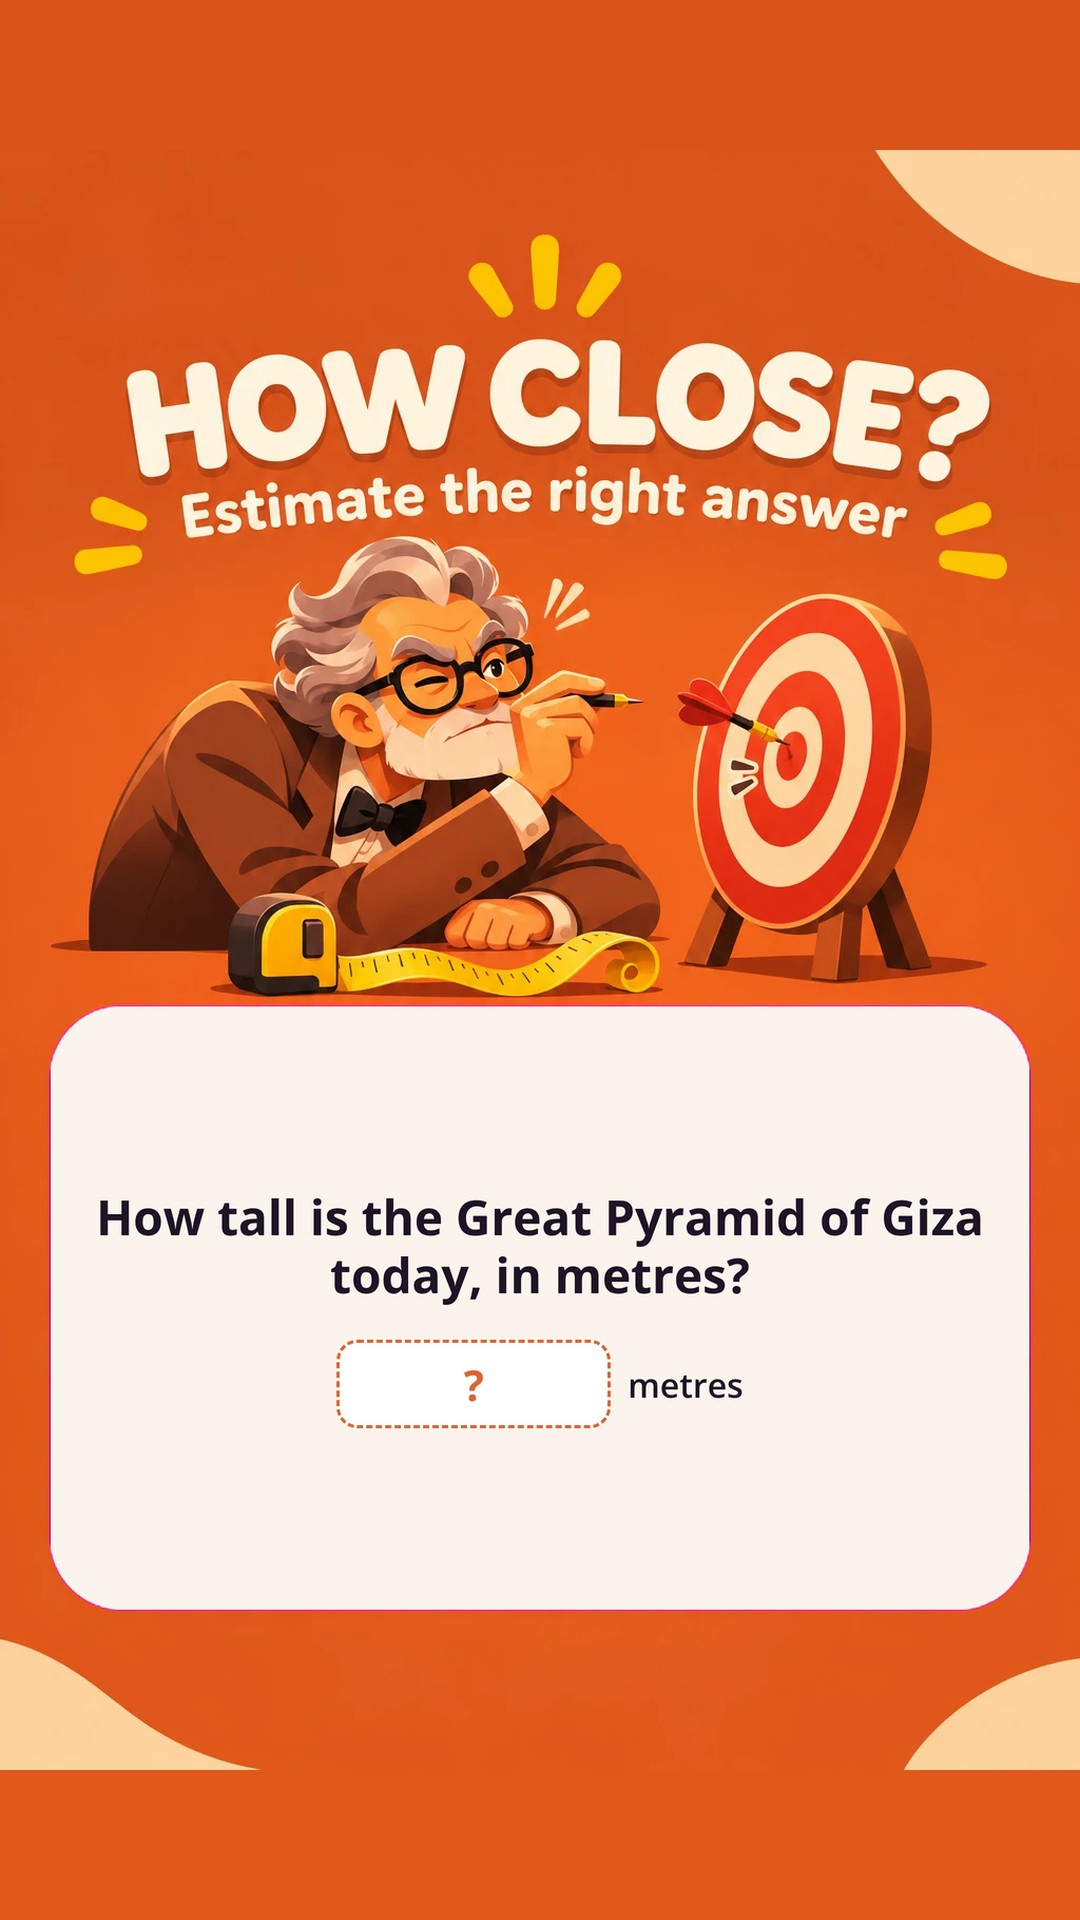 HOW CLOSE?
Estimate the right answer
How tall is the Great Pyramid of Giza
today, in metres?
? metres